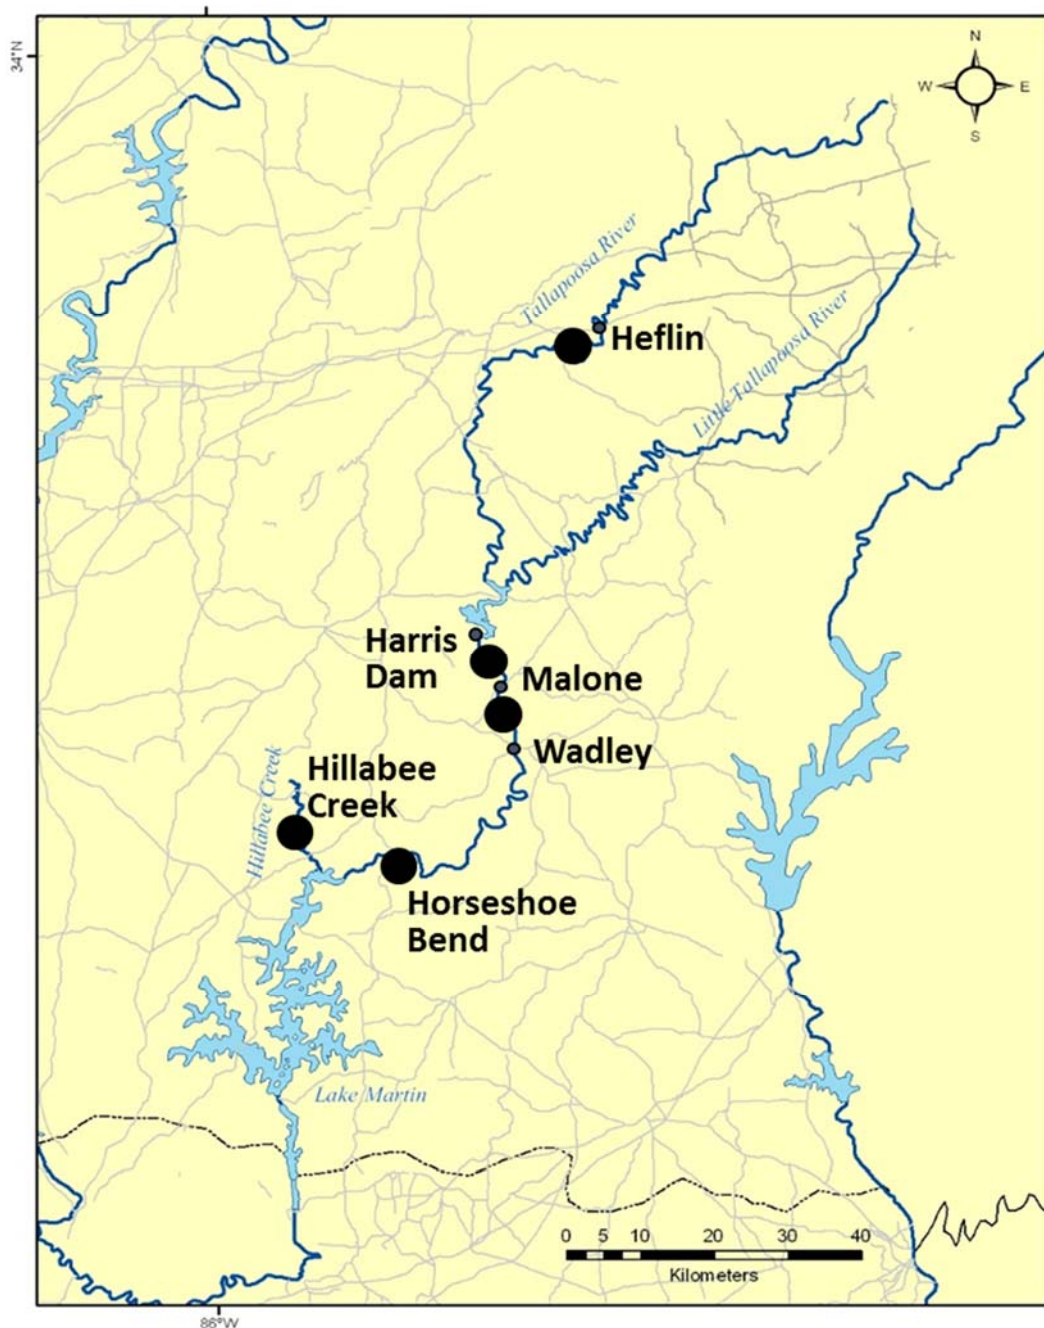 34°N
N
W
E
S
Tallapoosa River
Heflin
Little Tallapoosa River
Harris
Dam
Malone
Wadley
Hillabee
Creek
Hillabee Creek
Horseshoe
Bend
Lake Martin
0 5 10 20 30 40
Kilometers
86°W